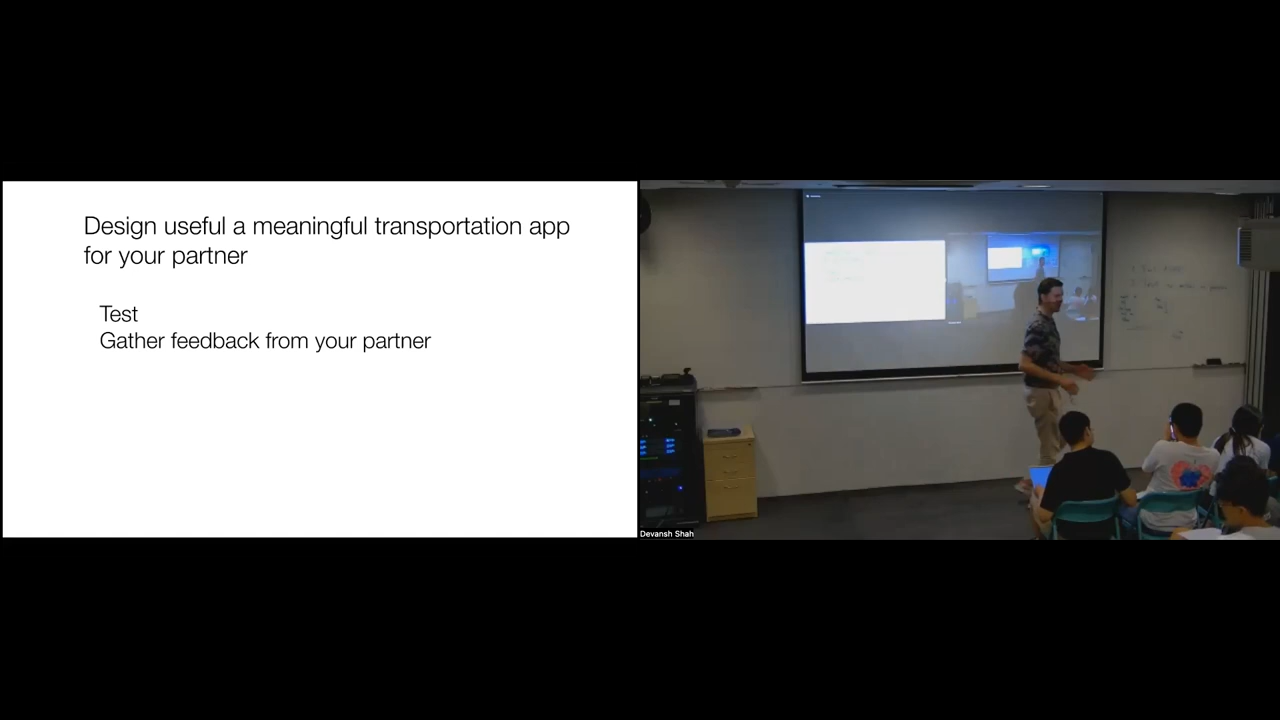 Design useful a meaningful transportation app
for your partner
Test
Gather feedback from your partner
Devansh Shah